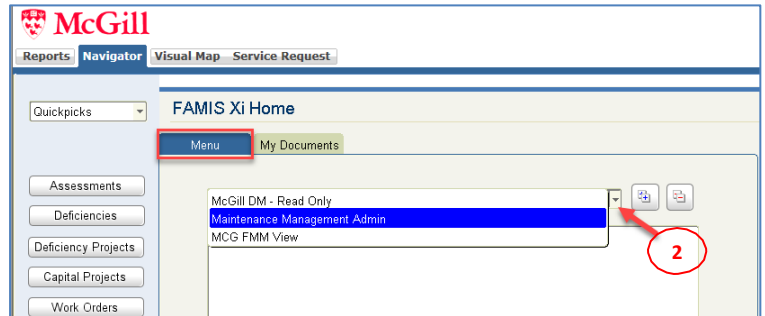 McGill
Reports Navigator Visual Map Service Request
Quickpicks
FAMIS Xi Home
Menu My Documents
Assessments
Deficiencies
Deficiency Projects
Capital Projects
Work Orders
McGill DM - Read Only
Maintenance Management Admin
MCG FMM View
2